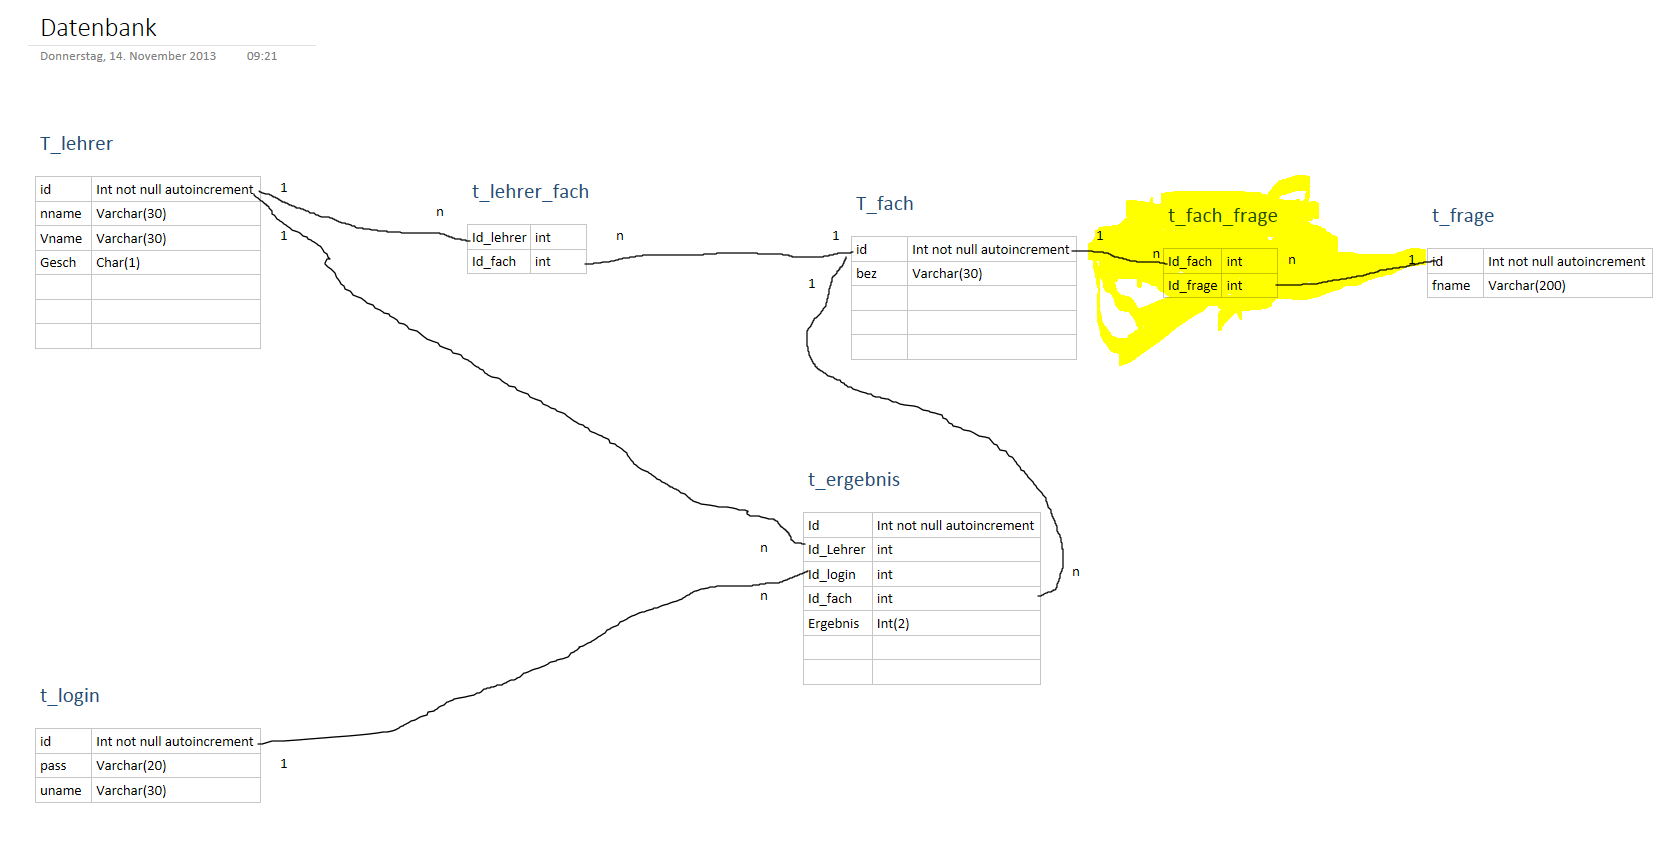 Datenbank
Donnerstag, 14. November 2013 09:21
T_lehrer
id Int not null autoincrement 1
nname Varchar(30)
Vname Varchar(30) 1
Gesch Char(1)
t_lehrer_fach
n
Id_lehrer int n
Id_fach int
T_fach
1
id Int not null autoincrement 1
bez Varchar(30)
1
t_fach_frage
n Id_fach int n
Id_frage int
t_frage
1 id Int not null autoincrement
fname Varchar(200)
t_ergebnis
Id Int not null autoincrement
n Id_Lehrer int
Id_login int n
n Id_fach int
Ergebnis Int(2)
t_login
id Int not null autoincrement
pass Varchar(20) 1
uname Varchar(30)